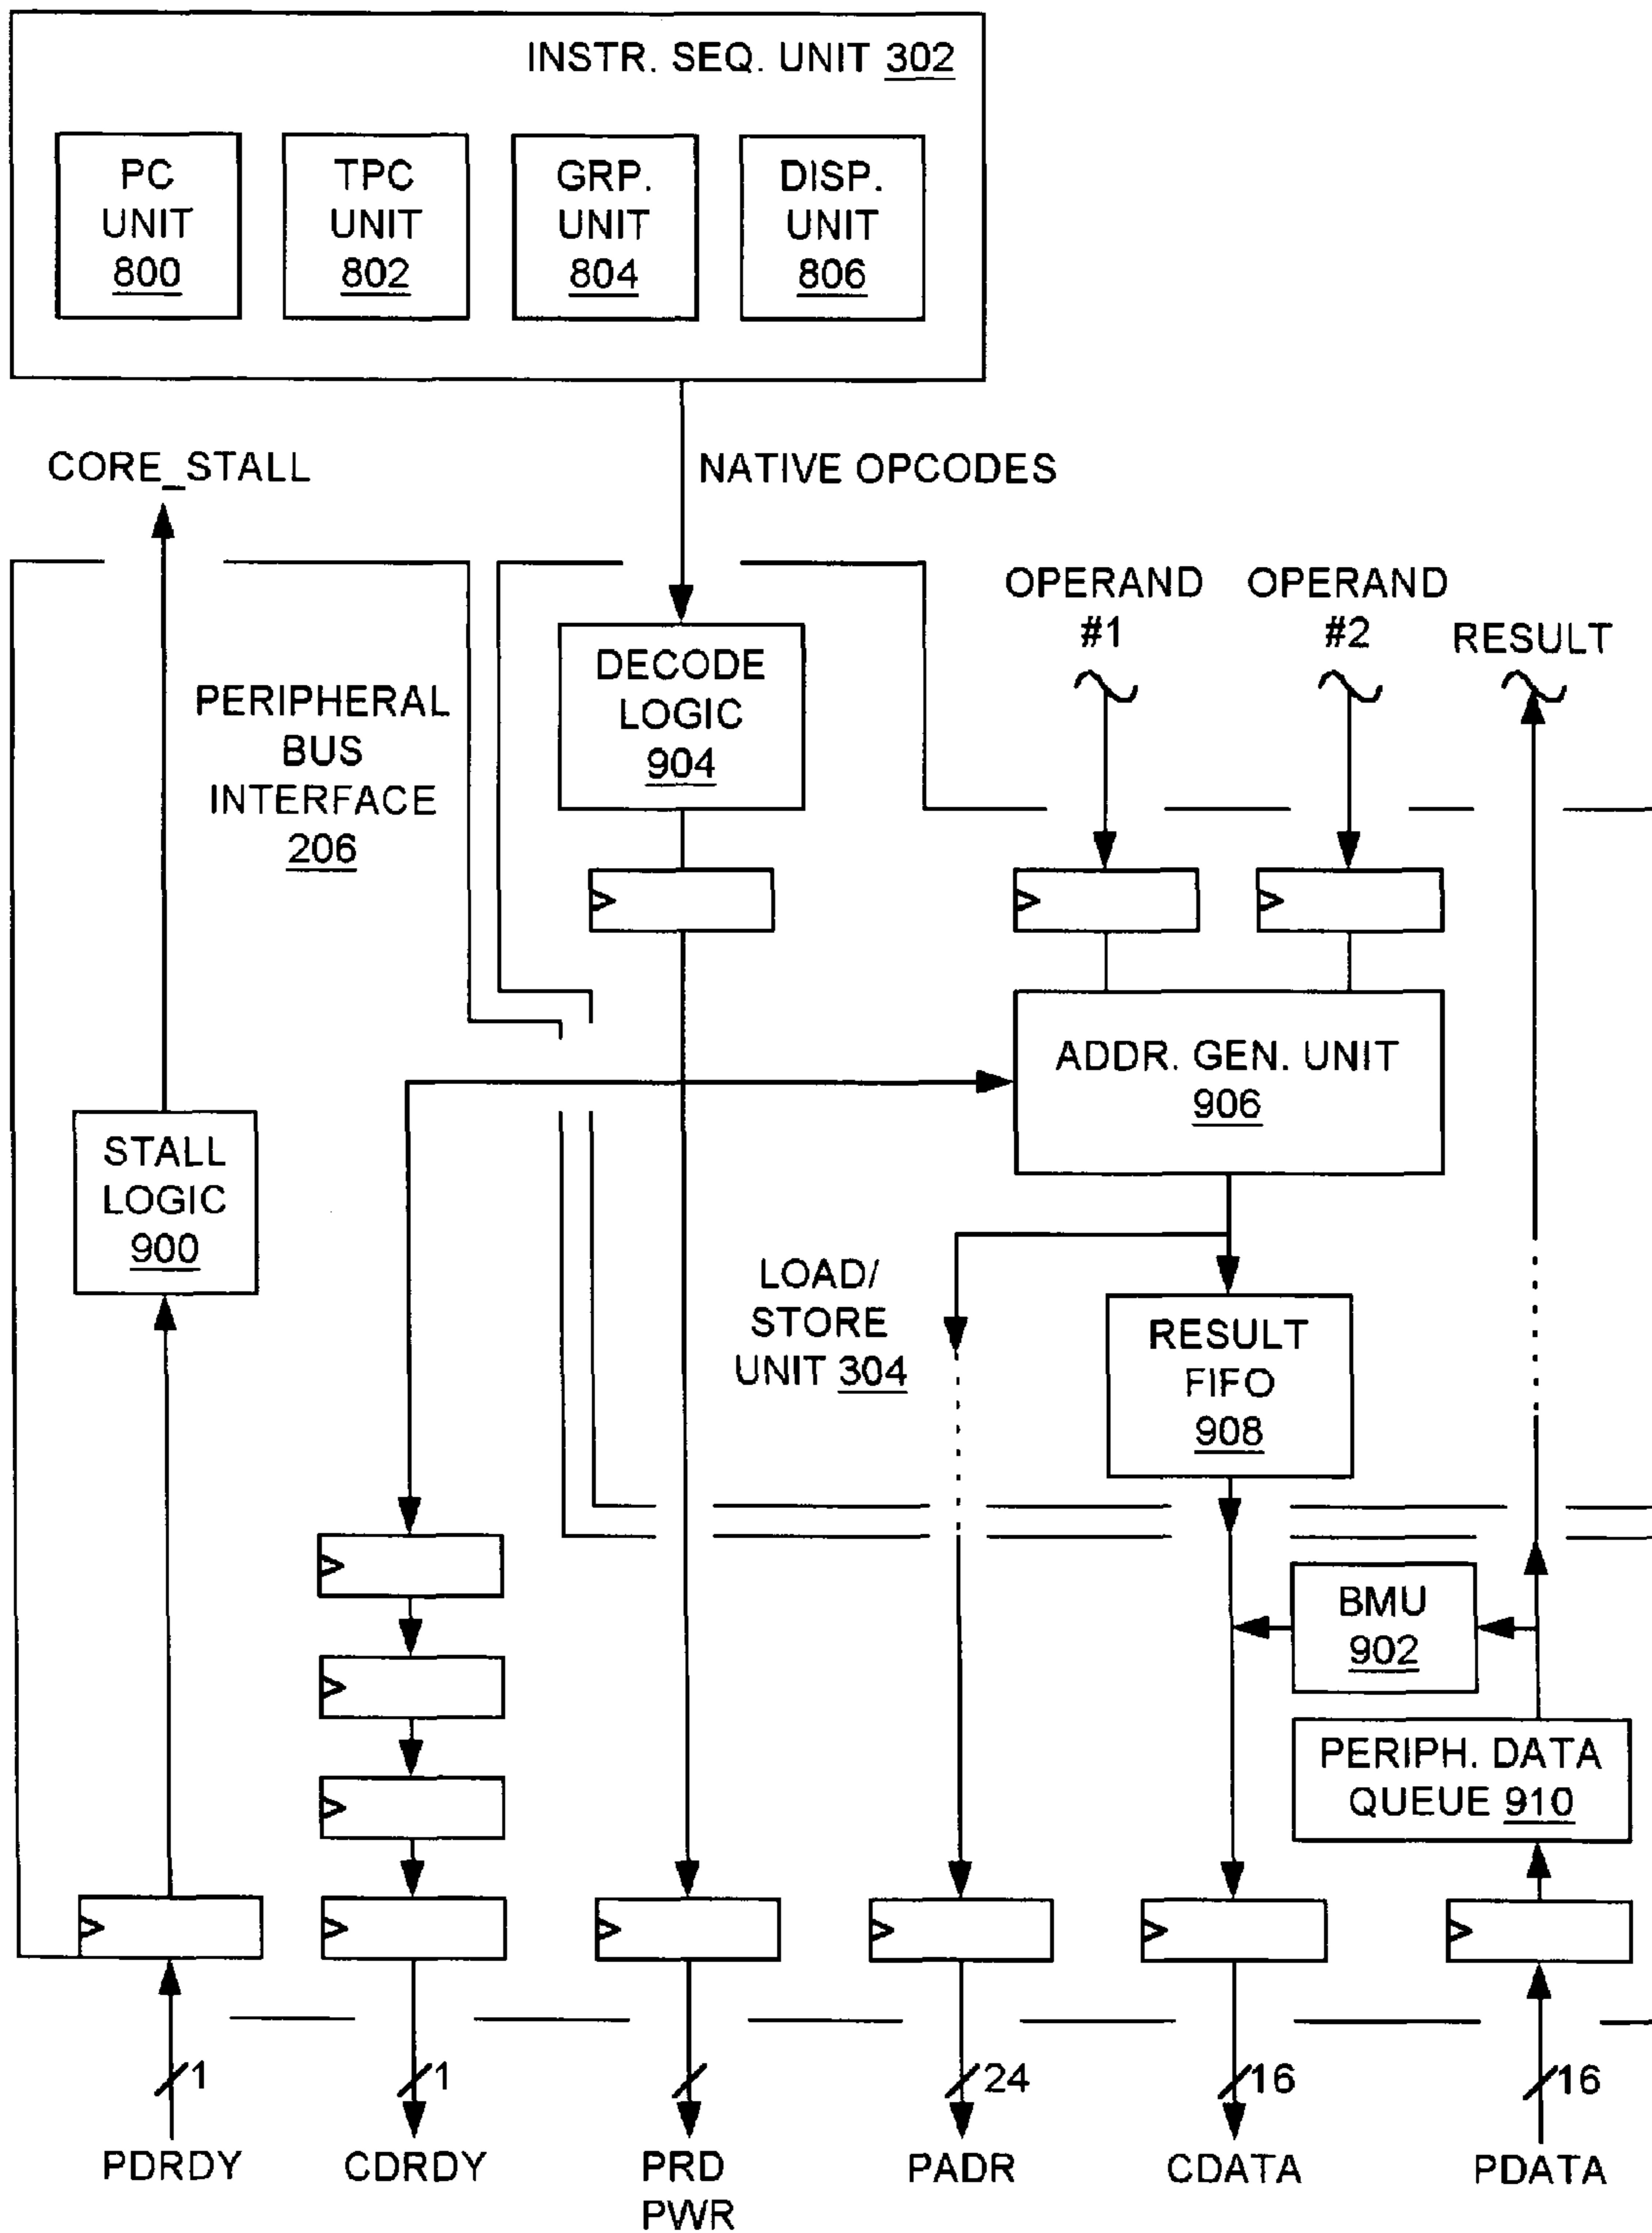 INSTR. SEQ. UNIT 302
PC
UNIT
800
TPC
UNIT
802
GRP.
UNIT
804
DISP.
UNIT
806
CORE_STALL
NATIVE OPCODES
OPERAND
#1
OPERAND
#2
RESULT
PERIPHERAL
BUS
INTERFACE
206
DECODE
LOGIC
904
ADDR. GEN. UNIT
906
STALL
LOGIC
900
LOAD/
STORE
UNIT 304
RESULT
FIFO
908
BMU
902
PERIPH. DATA
QUEUE 910
1
1
24
16
16
PDRDY
CDRDY
PRD
PWR
PADR
CDATA
PDATA